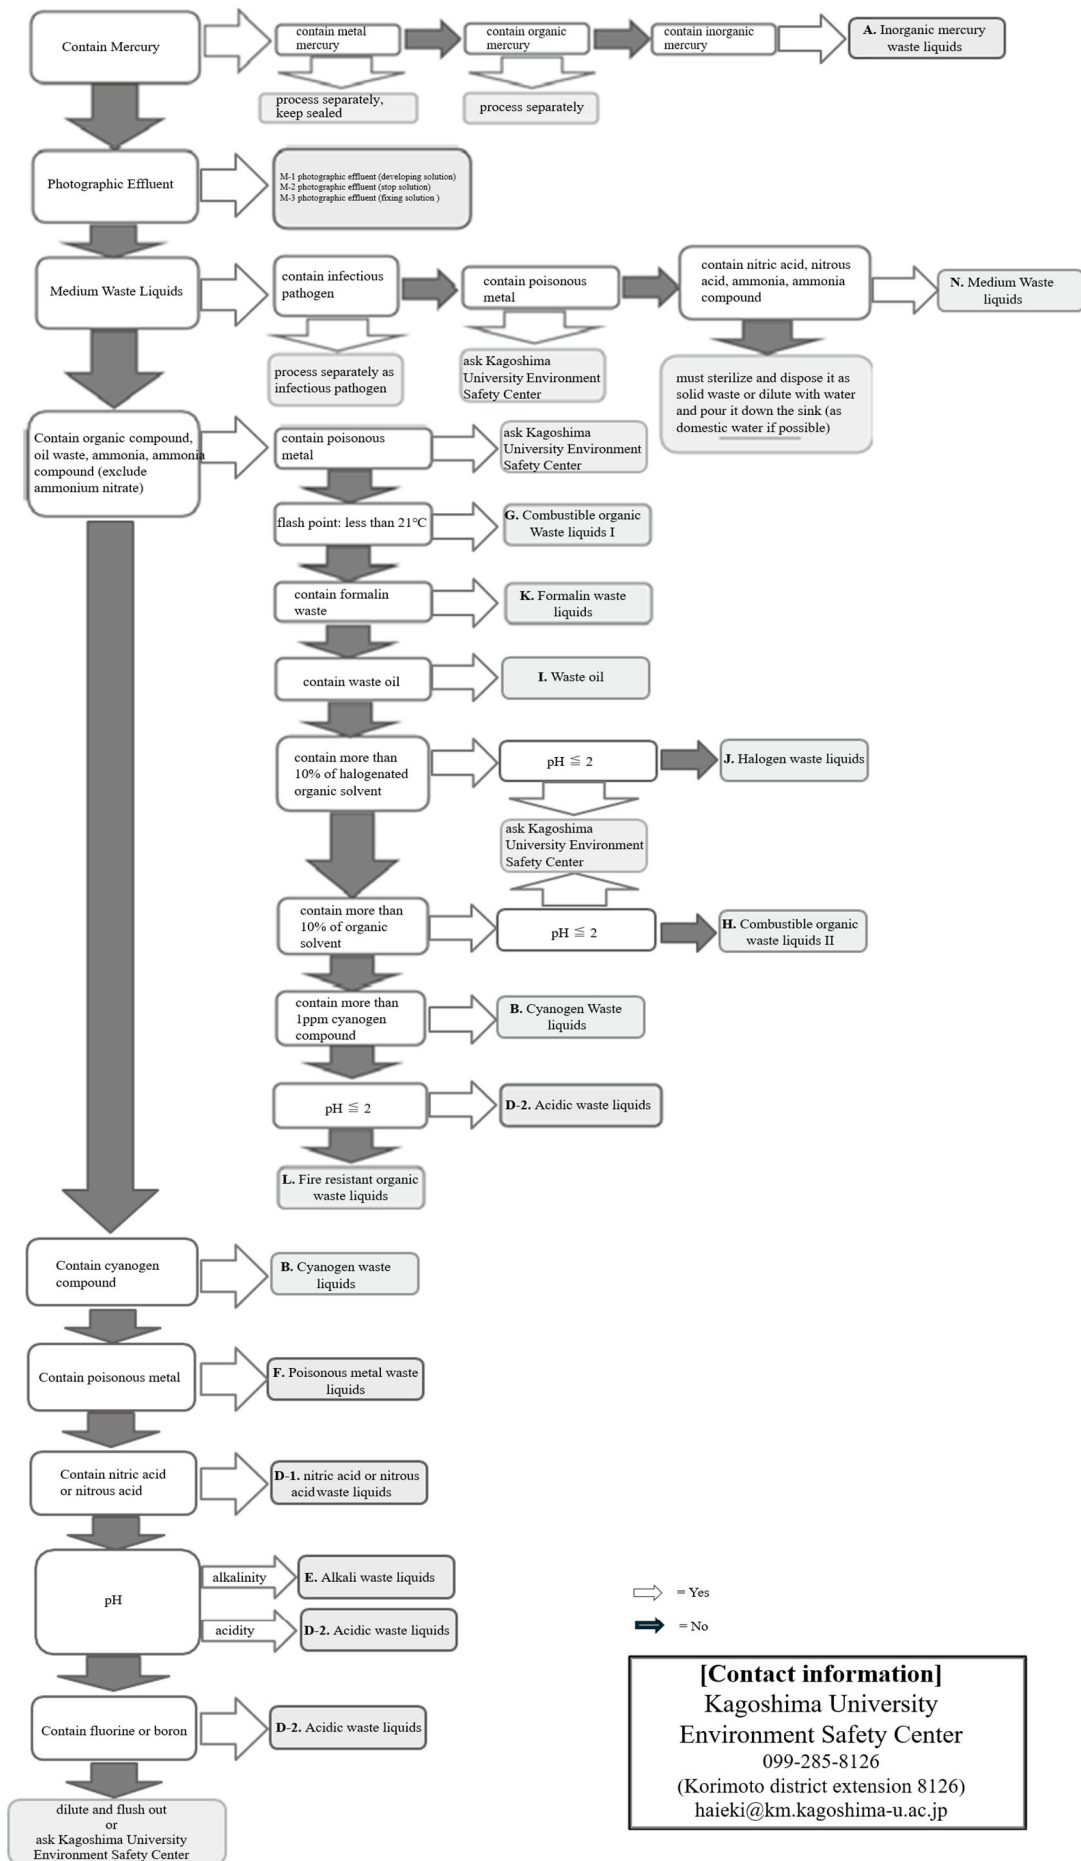 Contain Mercury
contain metal
mercury
contain organic
mercury
contain inorganic
mercury
A. Inorganic mercury
waste liquids
process separately,
keep sealed
process separately
Photographic Effluent
M-1 photographic effluent (developing solution)
M-2 photographic effluent (stop solution)
M-3 photographic effluent (fixing solution )
Medium Waste Liquids
contain infectious
pathogen
contain poisonous
metal
contain nitric acid, nitrous
acid, ammonia, ammonia
compound
N. Medium Waste
liquids
process separately as
infectious pathogen
ask Kagoshima
University Environment
Safety Center
must sterilize and dispose it as
solid waste or dilute with water
and pour it down the sink (as
domestic water if possible)
Contain organic compound,
oil waste, ammonia, ammonia
compound (exclude
ammonium nitrate)
contain poisonous
metal
ask Kagoshima
University Environment
Safety Center
flash point: less than 21℃
G. Combustible organic
Waste liquids I
contain formalin
waste
K. Formalin waste
liquids
contain waste oil
I. Waste oil
contain more than
10% of halogenated
organic solvent
pH ≦ 2
J. Halogen waste liquids
ask Kagoshima
University Environment
Safety Center
contain more than
10% of organic
solvent
pH ≦ 2
H. Combustible organic
waste liquids II
contain more than
1ppm cyanogen
compound
B. Cyanogen Waste
liquids
pH ≦ 2
D-2. Acidic waste liquids
L. Fire resistant organic
waste liquids
Contain cyanogen
compound
B. Cyanogen waste
liquids
Contain poisonous metal
F. Poisonous metal waste
liquids
Contain nitric acid
or nitrous acid
D-1. nitric acid or nitrous
acid waste liquids
pH
alkalinity
E. Alkali waste liquids
acidity
D-2. Acidic waste liquids
Contain fluorine or boron
D-2. Acidic waste liquids
dilute and flush out
or
ask Kagoshima University
Environment Safety Center
= Yes
= No
[Contact information]
Kagoshima University
Environment Safety Center
099-285-8126
(Korimoto district extension 8126)
haieki@km.kagoshima-u.ac.jp